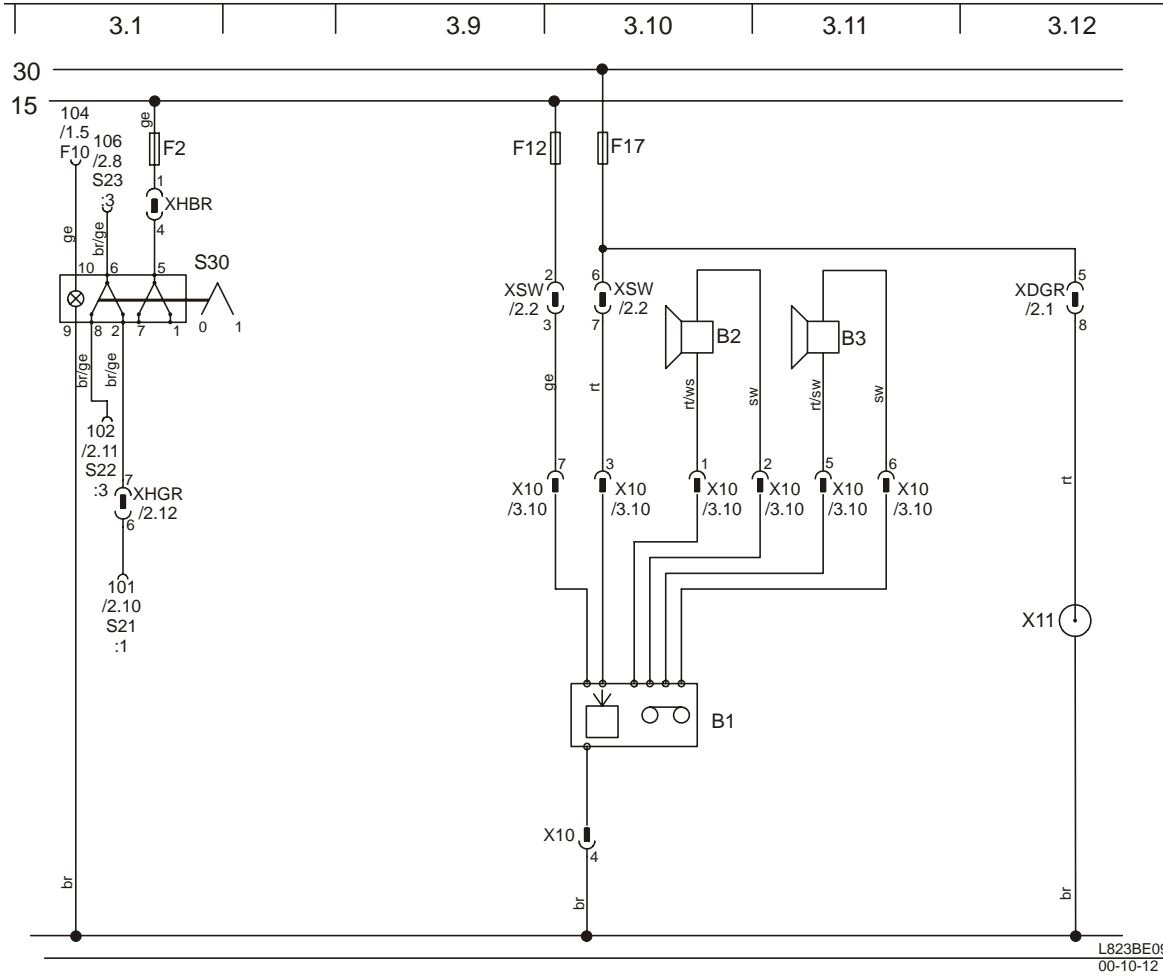 3.1 3.9 3.10 3.11 3.12
30
15
104
/1.5
F10
106
/2.8
S23
:3
ge
F2
1
XHBR
4
ge
br/ge
10 6 5
S30
9 8 2 7 1
0 1
br/ge
br/ge
102
/2.11
S22
:3
7
XHGR
/2.12
6
101
/2.10
S21
:1
br
F12
F17
2
XSW
/2.2
3
6
XSW
/2.2
7
ge
rt
B2
B3
rt/ws
sw
rt/sw
sw
7
X10
/3.10
3
X10
/3.10
1
X10
/3.10
2
X10
/3.10
5
X10
/3.10
6
X10
/3.10
B1
X10
4
br
5
XDGR
/2.1
8
rt
X11
br
L823BE09
00-10-12